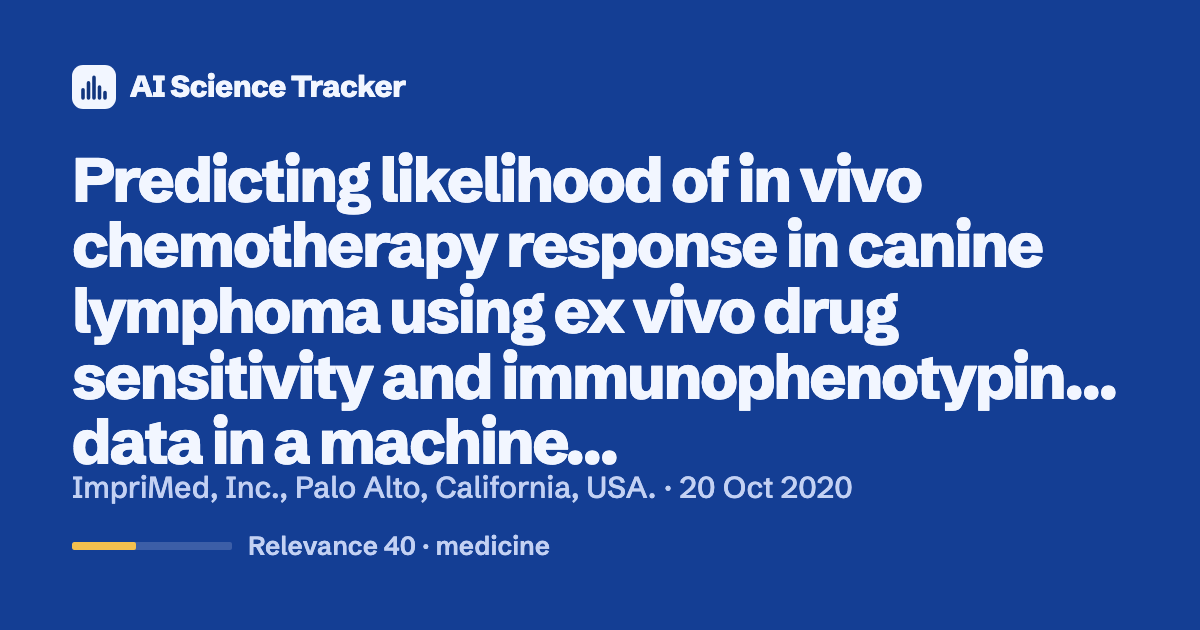 AI Science Tracker
Predicting likelihood of in vivo
chemotherapy response in canine
lymphoma using ex vivo drug
sensitivity and immunophenotypin...
data in a machine...
ImpriMed, Inc., Palo Alto, California, USA. · 20 Oct 2020
Relevance 40 · medicine